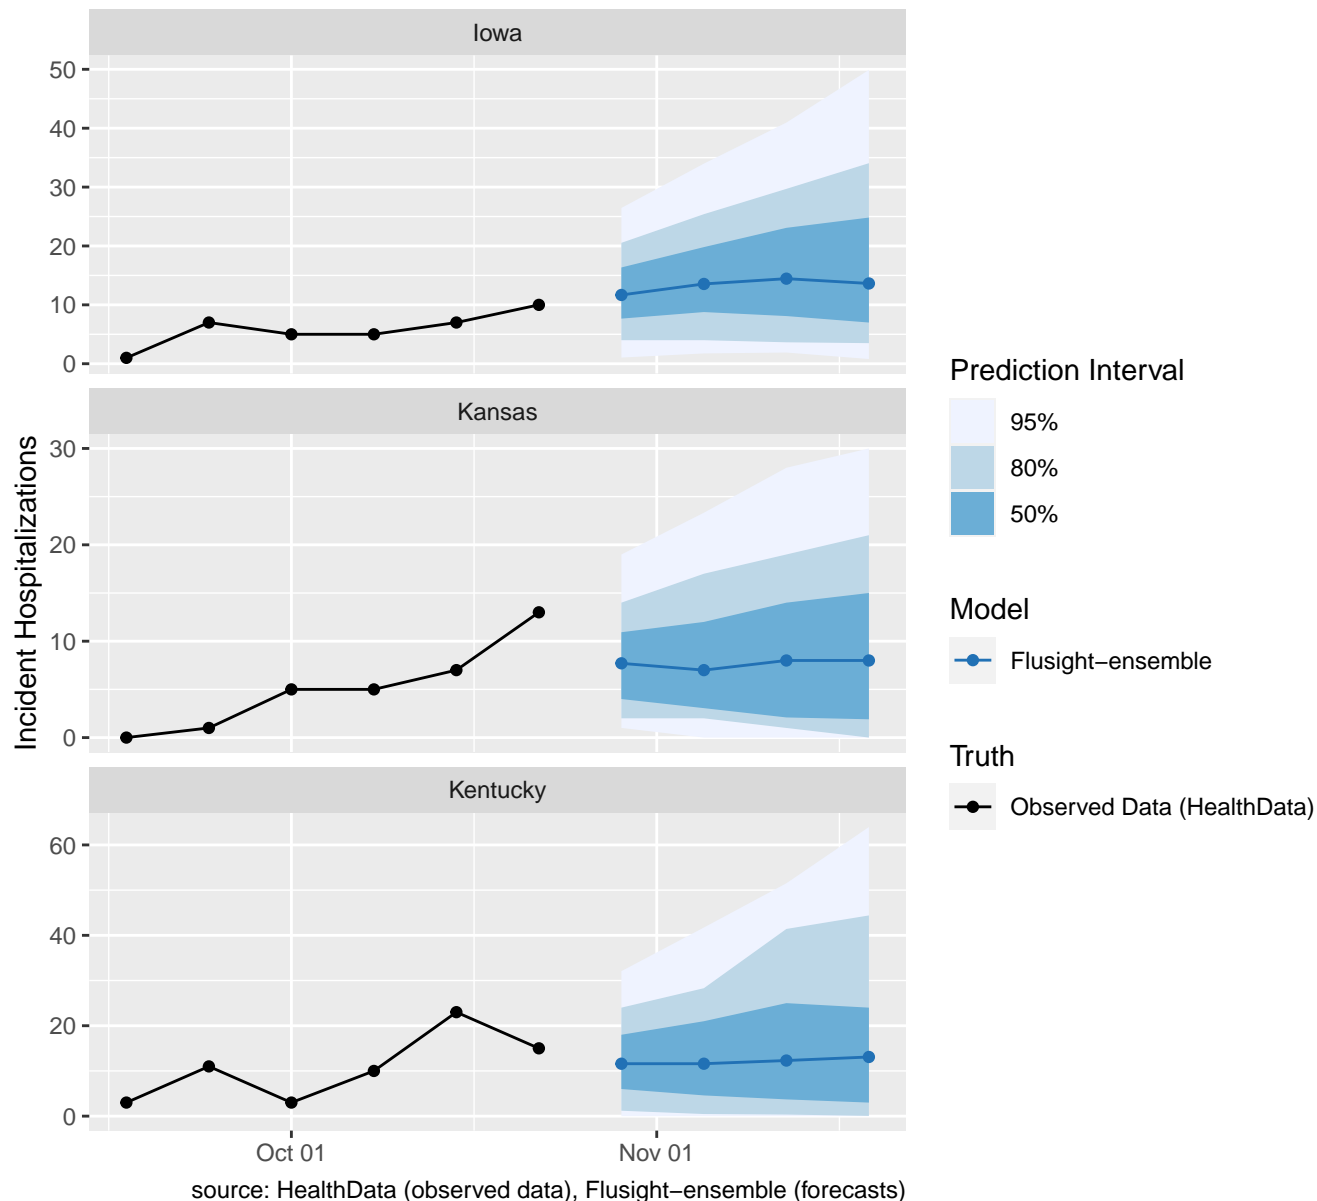 Iowa
50
40
30
20
10
0
Kansas
30
20
10
0
Kentucky
60
40
20
0
Incident Hospitalizations
Oct 01
Nov 01
source: HealthData (observed data), Flusight−ensemble (forecasts)
Prediction Interval
95%
80%
50%
Model
Flusight−ensemble
Truth
Observed Data (HealthData)